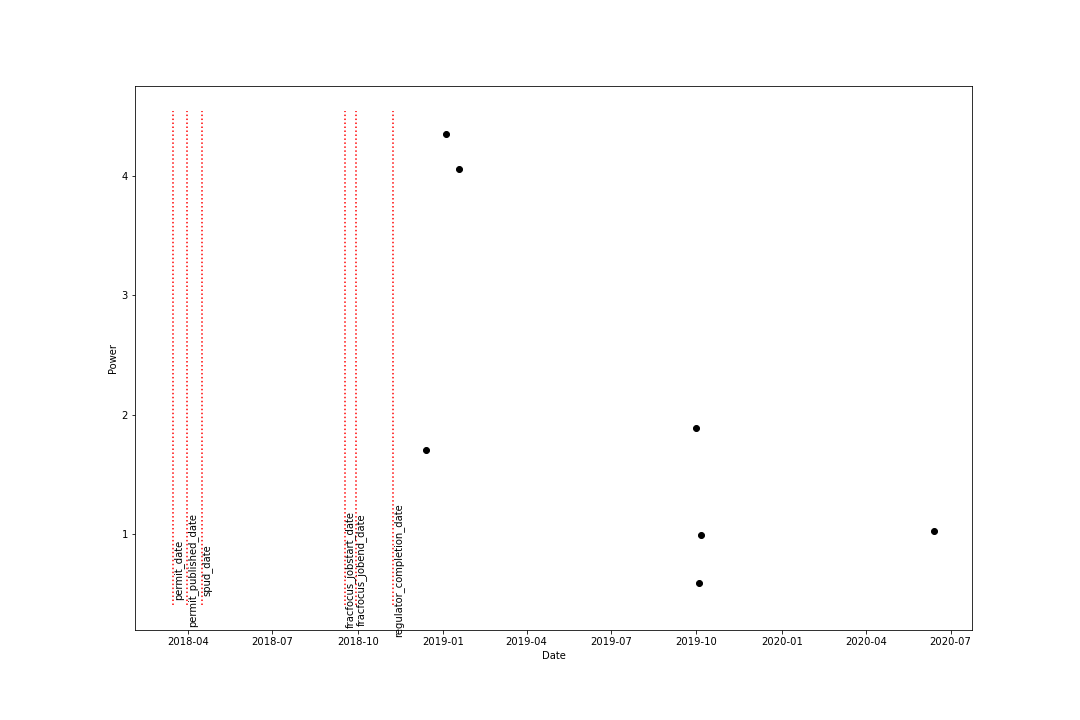 4
3
2
1
Power
permit_date
permit_published_date
spud_date
fracfocus_jobstart_date
fracfocus_jobend_date
regulator_completion_date
2018-04
2018-07
2018-10
2019-01
2019-04
2019-07
2019-10
2020-01
2020-04
2020-07
Date